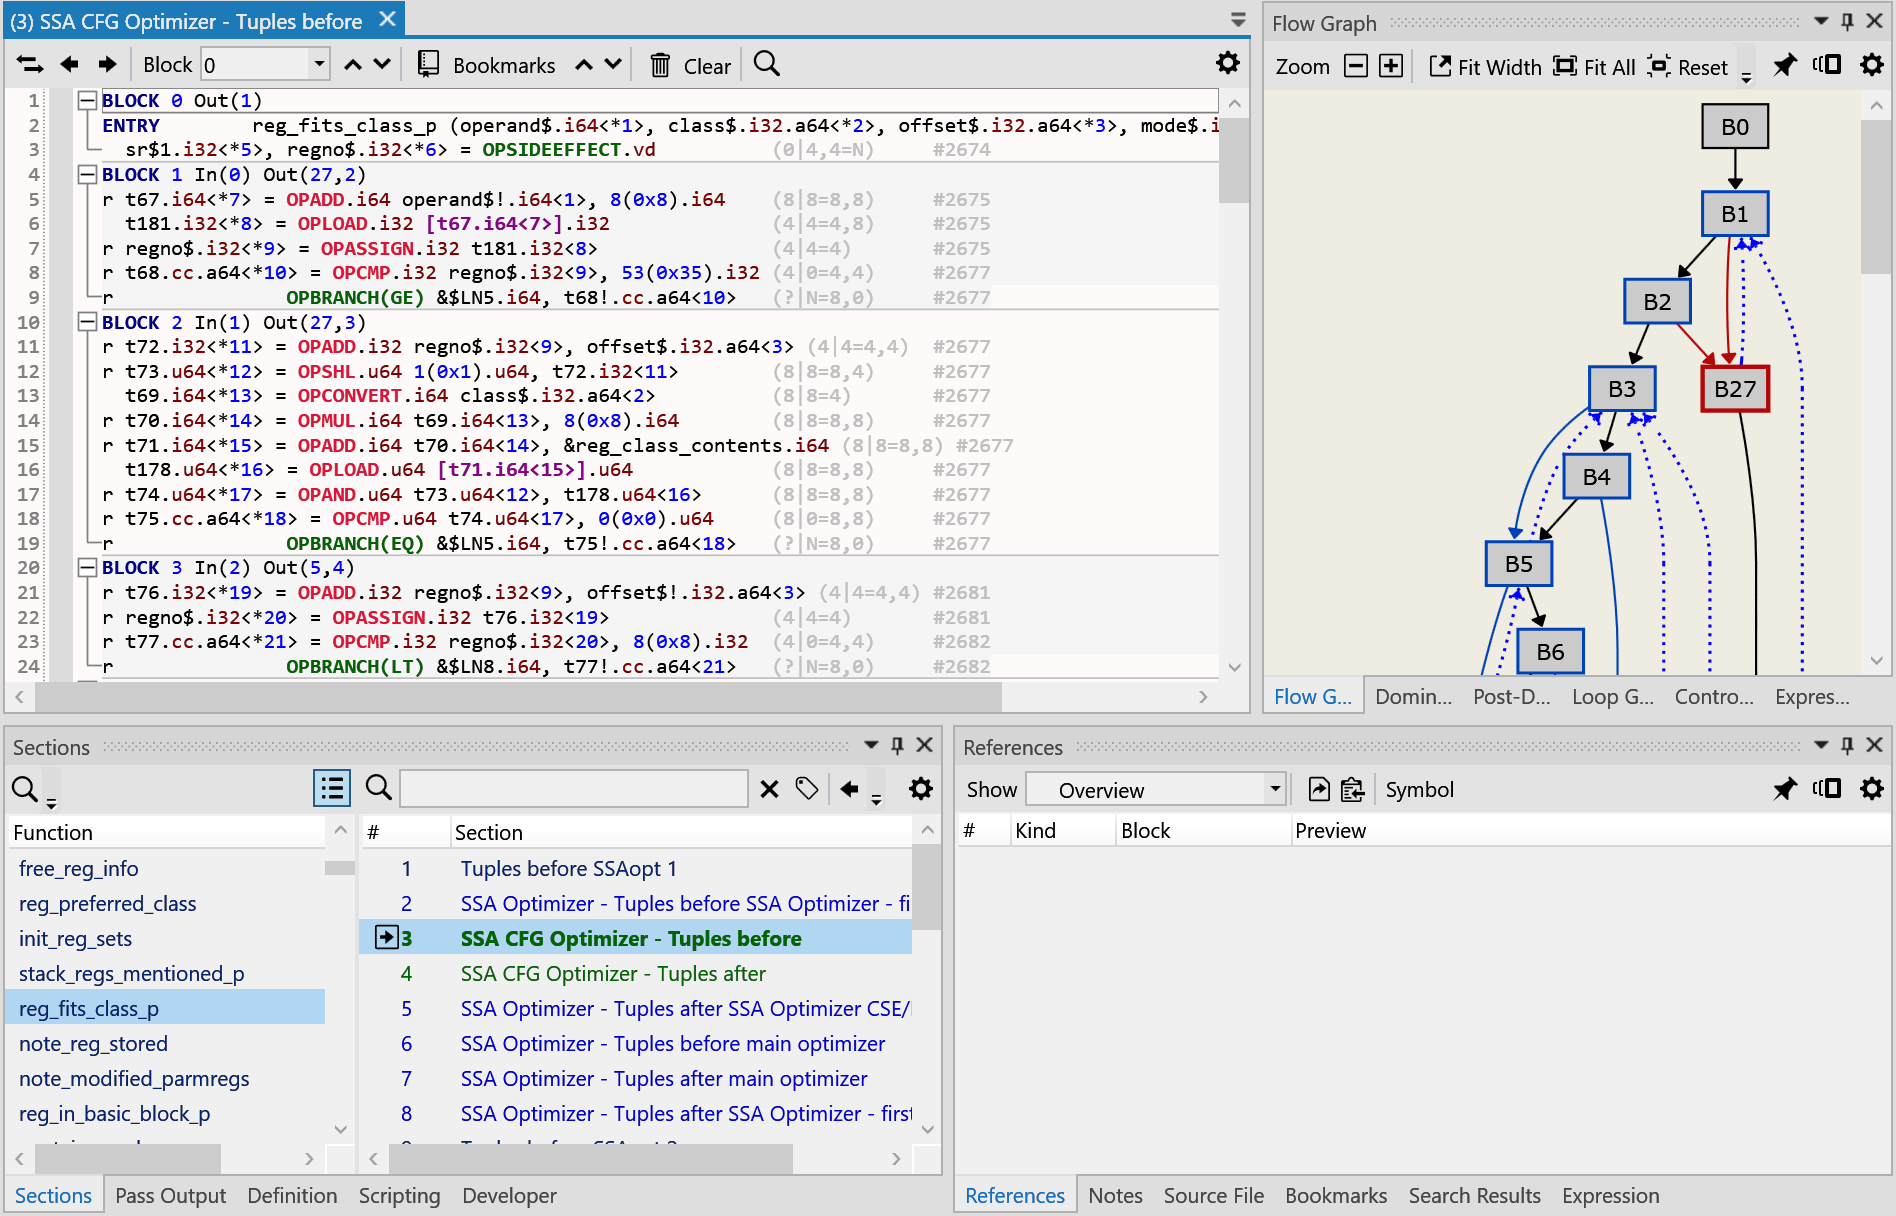 (3) SSA CFG Optimizer - Tuples before
Block 0 Bookmarks Clear
1 BLOCK 0 Out(1)
2 ENTRY reg_fits_class_p (operand$.i64<*1>, class$.i32.a64<*2>, offset$.i32.a64<*3>, mode$.i
3 sr$1.i32<*5>, regno$.i32<*6> = OPSIDEEFFECT.vd (0|4,4=N) #2674
4 BLOCK 1 In(0) Out(27,2)
5 r t67.i64<*7> = OPADD.i64 operand$!.i64<1>, 8(0x8).i64 (8|8=8,8) #2675
6 t181.i32<*8> = OPLOAD.i32 [t67.i64<7>].i32 (4|4=4,8) #2675
7 r regno$.i32<*9> = OPASSIGN.i32 t181.i32<8> (4|4=4) #2675
8 r t68.cc.a64<*10> = OPCMP.i32 regno$.i32<9>, 53(0x35).i32 (4|0=4,4) #2677
9 r OPBRANCH(GE) &$LN5.i64, t68!.cc.a64<10> (?|N=8,0) #2677
10 BLOCK 2 In(1) Out(27,3)
11 r t72.i32<*11> = OPADD.i32 regno$.i32<9>, offset$.i32.a64<3> (4|4=4,4) #2677
12 r t73.u64<*12> = OPSHL.u64 1(0x1).u64, t72.i32<11> (8|8=8,4) #2677
13 t69.i64<*13> = OPCONVERT.i64 class$.i32.a64<2> (8|8=4) #2677
14 r t70.i64<*14> = OPMUL.i64 t69.i64<13>, 8(0x8).i64 (8|8=8,8) #2677
15 r t71.i64<*15> = OPADD.i64 t70.i64<14>, &reg_class_contents.i64 (8|8=8,8) #2677
16 t178.u64<*16> = OPLOAD.u64 [t71.i64<15>].u64 (8|8=8,8) #2677
17 r t74.u64<*17> = OPAND.u64 t73.u64<12>, t178.u64<16> (8|8=8,8) #2677
18 r t75.cc.a64<*18> = OPCMP.u64 t74.u64<17>, 0(0x0).u64 (8|0=8,8) #2677
19 r OPBRANCH(EQ) &$LN5.i64, t75!.cc.a64<18> (?|N=8,0) #2677
20 BLOCK 3 In(2) Out(5,4)
21 r t76.i32<*19> = OPADD.i32 regno$.i32<9>, offset$!.i32.a64<3> (4|4=4,4) #2681
22 r regno$.i32<*20> = OPASSIGN.i32 t76.i32<19> (4|4=4) #2681
23 r t77.cc.a64<*21> = OPCMP.i32 regno$.i32<20>, 8(0x8).i32 (4|0=4,4) #2682
24 r OPBRANCH(LT) &$LN8.i64, t77!.cc.a64<21> (?|N=8,0) #2682
Flow Graph
Zoom Fit Width Fit All Reset
B0
B1
B2
B3 B27
B4
B5
B6
Flow G... Domin... Post-D... Loop G... Contro... Expres...
Sections
Function
free_reg_info
reg_preferred_class
init_reg_sets
stack_regs_mentioned_p
reg_fits_class_p
note_reg_stored
note_modified_parmregs
reg_in_basic_block_p
# Section
1 Tuples before SSAopt 1
2 SSA Optimizer - Tuples before SSA Optimizer - fi
3 SSA CFG Optimizer - Tuples before
4 SSA CFG Optimizer - Tuples after
5 SSA Optimizer - Tuples after SSA Optimizer CSE/
6 SSA Optimizer - Tuples before main optimizer
7 SSA Optimizer - Tuples after main optimizer
8 SSA Optimizer - Tuples after SSA Optimizer - first
Sections Pass Output Definition Scripting Developer
References
Show Overview Symbol
# Kind Block Preview
References Notes Source File Bookmarks Search Results Expression